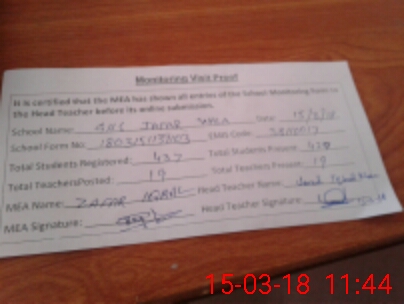 Monitoring Visit Proof
It is certified that the MEA has shown all entries of the School Monitoring Form to
the Head Teacher before its online submission.
School Name: GHS Date 15/3/18
School Form No: EMIS Code:
Total Students Registered: 437 Total Students Present:
Total Teachers Posted: 19 Total Teachers Present: 19
MEA Name: ZAFAR IQBAL Head Teacher Name:
MEA Signature: Head Teacher Signature
15-03-18 11:44